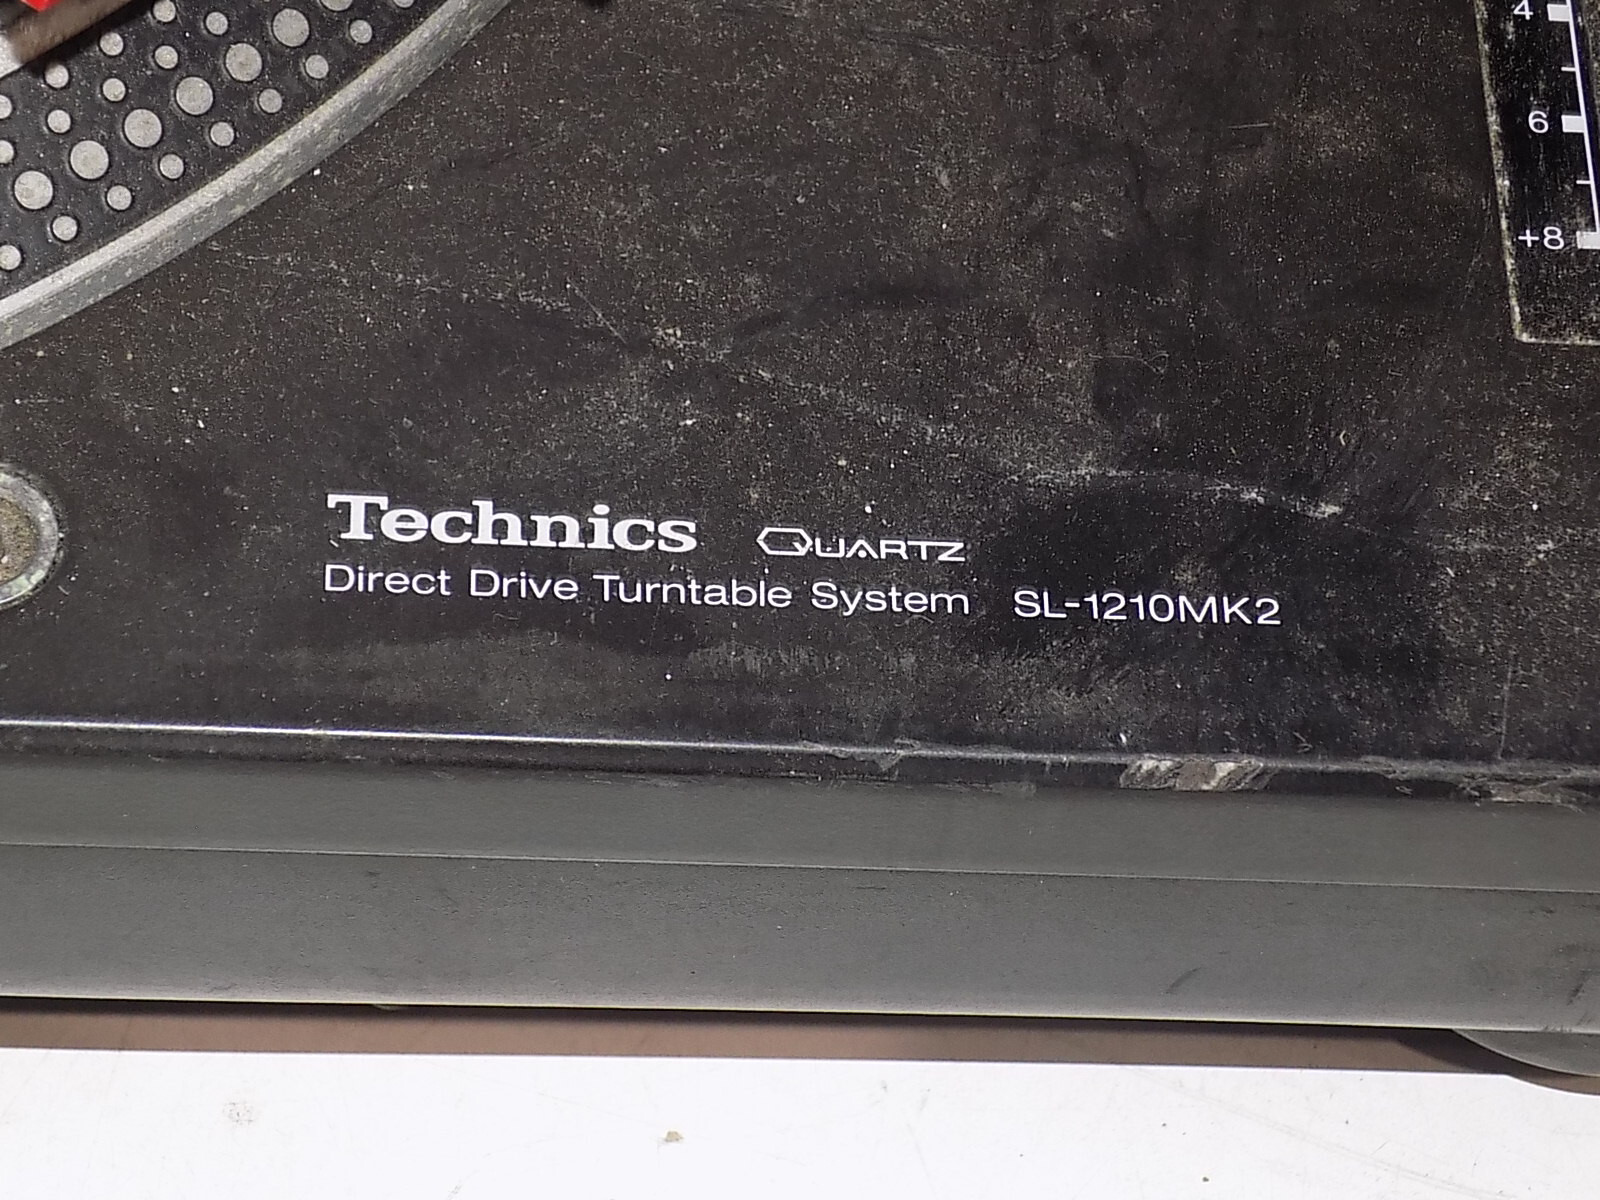 4
6
+8
Technics QUARTZ
Direct Drive Turntable System SL-1210MK2